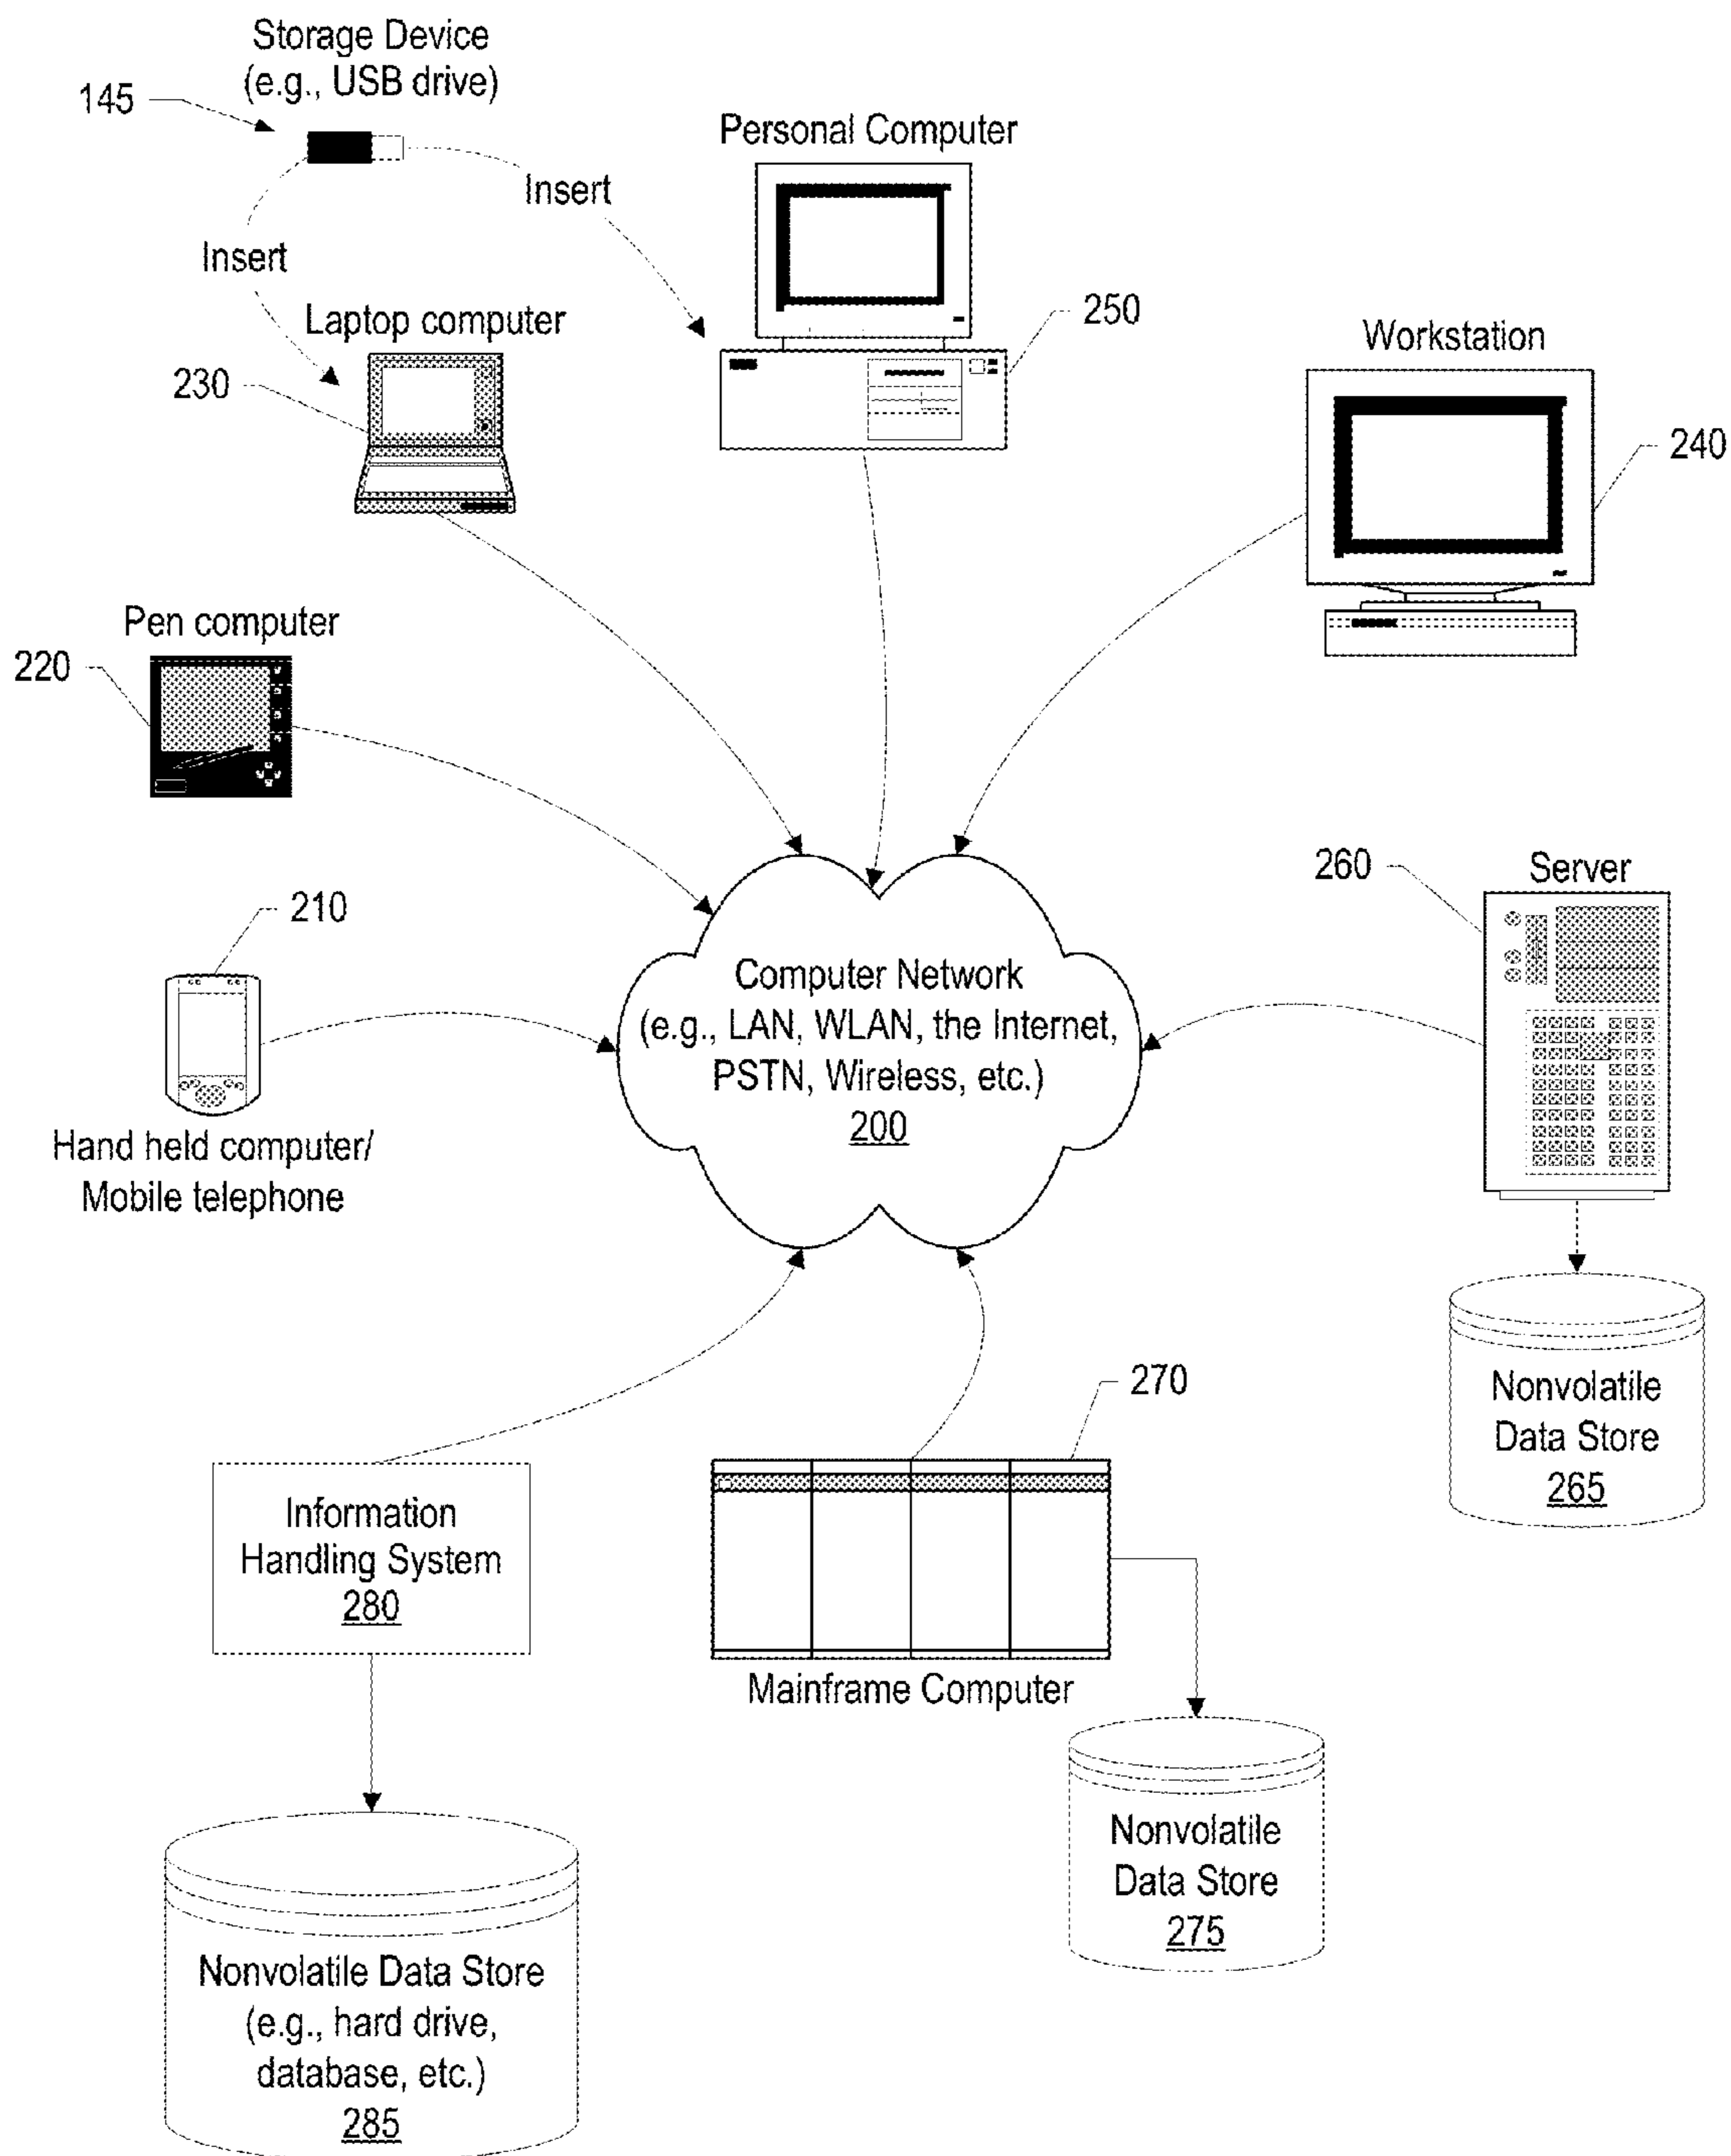 Storage Device
(e.g., USB drive)
145
Personal Computer
Insert
Insert
Laptop computer
250
Workstation
230
240
Pen computer
220
260
Server
210
Computer Network
(e.g., LAN, WLAN, the Internet,
PSTN, Wireless, etc.)
200
Hand held computer/
Mobile telephone
270
Nonvolatile
Data Store
265
Information
Handling System
280
Mainframe Computer
Nonvolatile
Data Store
275
Nonvolatile Data Store
(e.g., hard drive,
database, etc.)
285